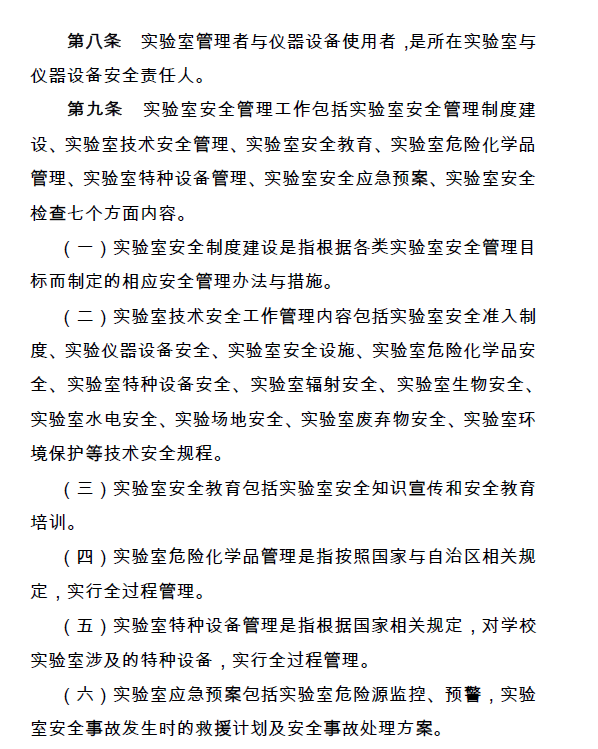 第八条 实验室管理者与仪器设备使用者,是所在实验室与
仪器设备安全责任人。
第九条 实验室安全管理工作包括实验室安全管理制度建
设、实验室技术安全管理、实验室安全教育、实验室危险化学品
管理、实验室特种设备管理、实验室安全应急预案、实验室安全
检查七个方面内容。
(一)实验室安全制度建设是指根据各类实验室安全管理目
标而制定的相应安全管理办法与措施。
(二)实验室技术安全工作管理内容包括实验室安全准入制
度、实验仪器设备安全、实验室安全设施、实验室危险化学品安
全、实验室特种设备安全、实验室辐射安全、实验室生物安全、
实验室水电安全、实验场地安全、实验室废弃物安全、实验室环
境保护等技术安全规程。
(三)实验室安全教育包括实验室安全知识宣传和安全教育
培训。
(四)实验室危险化学品管理是指按照国家与自治区相关规
定,实行全过程管理。
(五)实验室特种设备管理是指根据国家相关规定,对学校
实验室涉及的特种设备,实行全过程管理。
(六)实验室应急预案包括实验室危险源监控、预警,实验
室安全事故发生时的救援计划及安全事故处理方案。